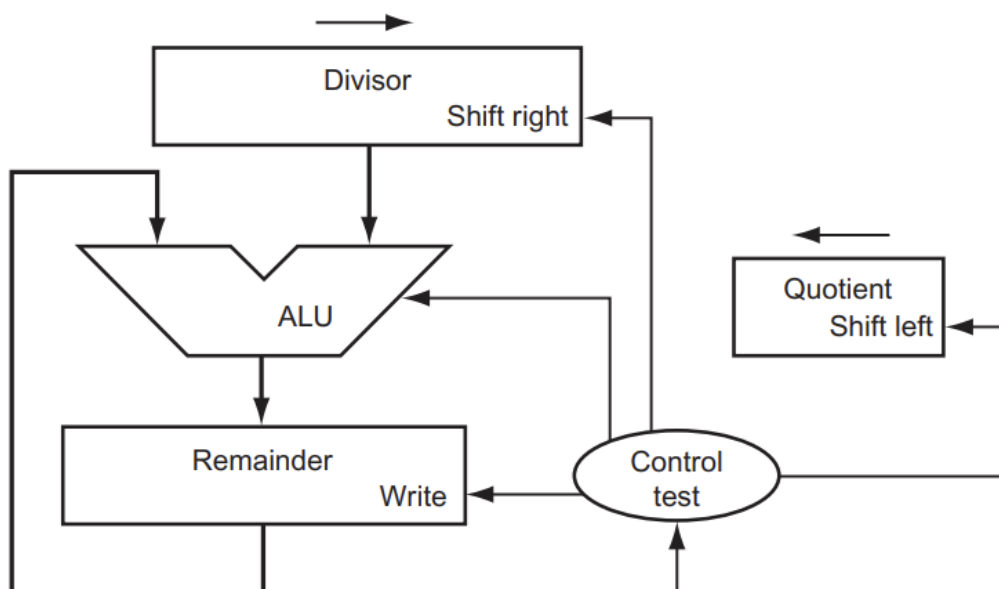 Divisor
Shift right
ALU
Quotient
Shift left
Remainder
Write
Control
test